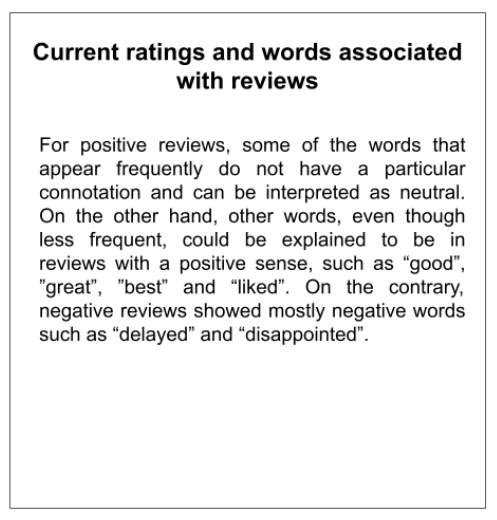 Current ratings and words associated
with reviews
For positive reviews, some of the words that
appear frequently do not have a particular
connotation and can be interpreted as neutral.
On the other hand, other words, even though
less frequent, could be explained to be in
reviews with a positive sense, such as “good”,
”great”, ”best” and “liked”. On the contrary,
negative reviews showed mostly negative words
such as “delayed” and “disappointed”.